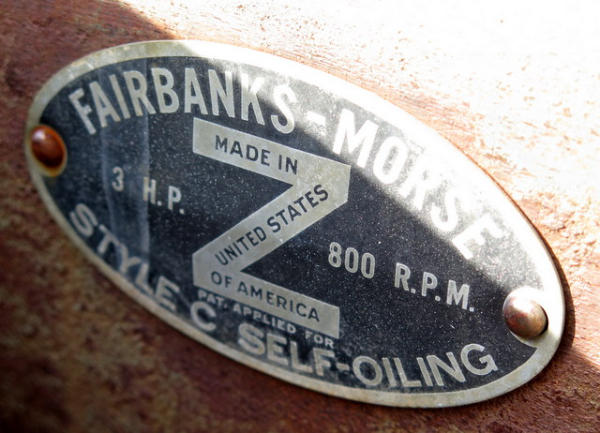 FAIRBANKS-MORSE
Z
MADE IN
UNITED STATES
OF AMERICA
3 H.P.
800 R.P.M.
PAT. APPLIED FOR
STYLE C SELF-OILING